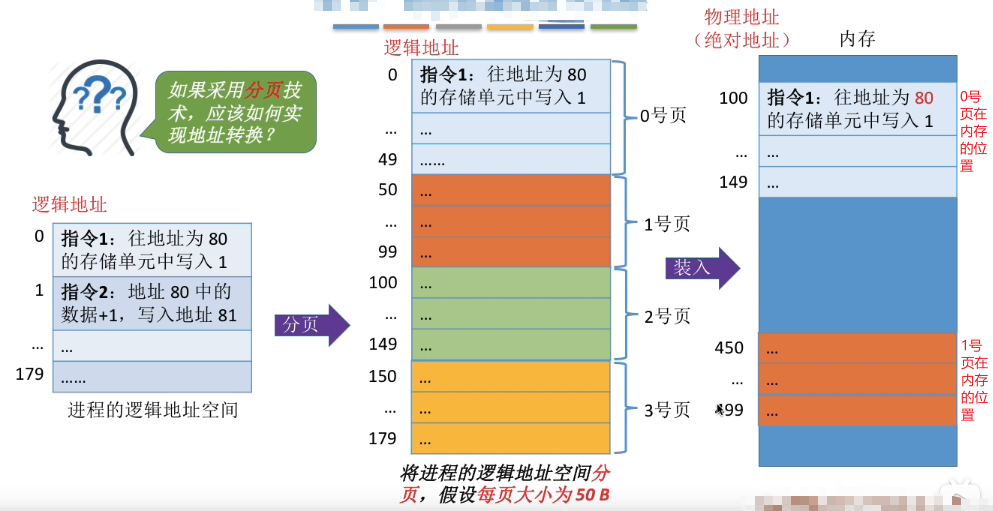 如果采用分页技
术，应该如何实
现地址转换？
逻辑地址
0
指令1：往地址为 80
的存储单元中写入 1
1
指令2：地址 80 中的
数据+1，写入地址 81
...
...
179
......
进程的逻辑地址空间
分页
逻辑地址
0
指令1：往地址为 80
的存储单元中写入 1
...
...
49
......
0号页
50
...
...
...
99
...
1号页
100
...
...
...
149
...
2号页
150
...
...
...
179
...
3号页
将进程的逻辑地址空间分
页，假设每页大小为 50 B
装入
物理地址
（绝对地址）
内存
100
指令1：往地址为 80
的存储单元中写入 1
...
...
149
...
0号
页在
内存
的位
置
450
...
...
...
499
...
1号
页在
内存
的位
置